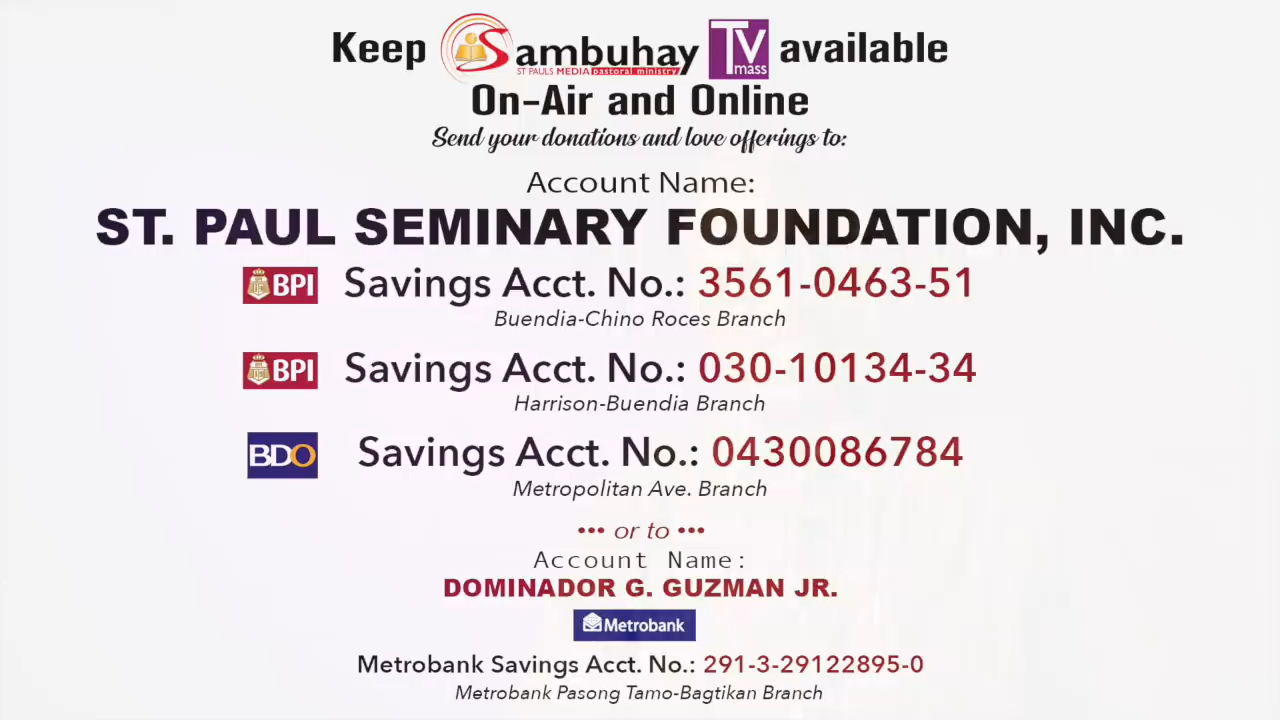 Keep Sambuhay TV mass available
ST PAULS MEDIA pastoral ministry
On-Air and Online
Send your donations and love offerings to:
Account Name:
ST. PAUL SEMINARY FOUNDATION, INC.
BPI Savings Acct. No.: 3561-0463-51
Buendia-Chino Roces Branch
BPI Savings Acct. No.: 030-10134-34
Harrison-Buendia Branch
BDO Savings Acct. No.: 0430086784
Metropolitan Ave. Branch
••• or to •••
Account Name:
DOMINADOR G. GUZMAN JR.
Metrobank
Metrobank Savings Acct. No.: 291-3-29122895-0
Metrobank Pasong Tamo-Bagtikan Branch